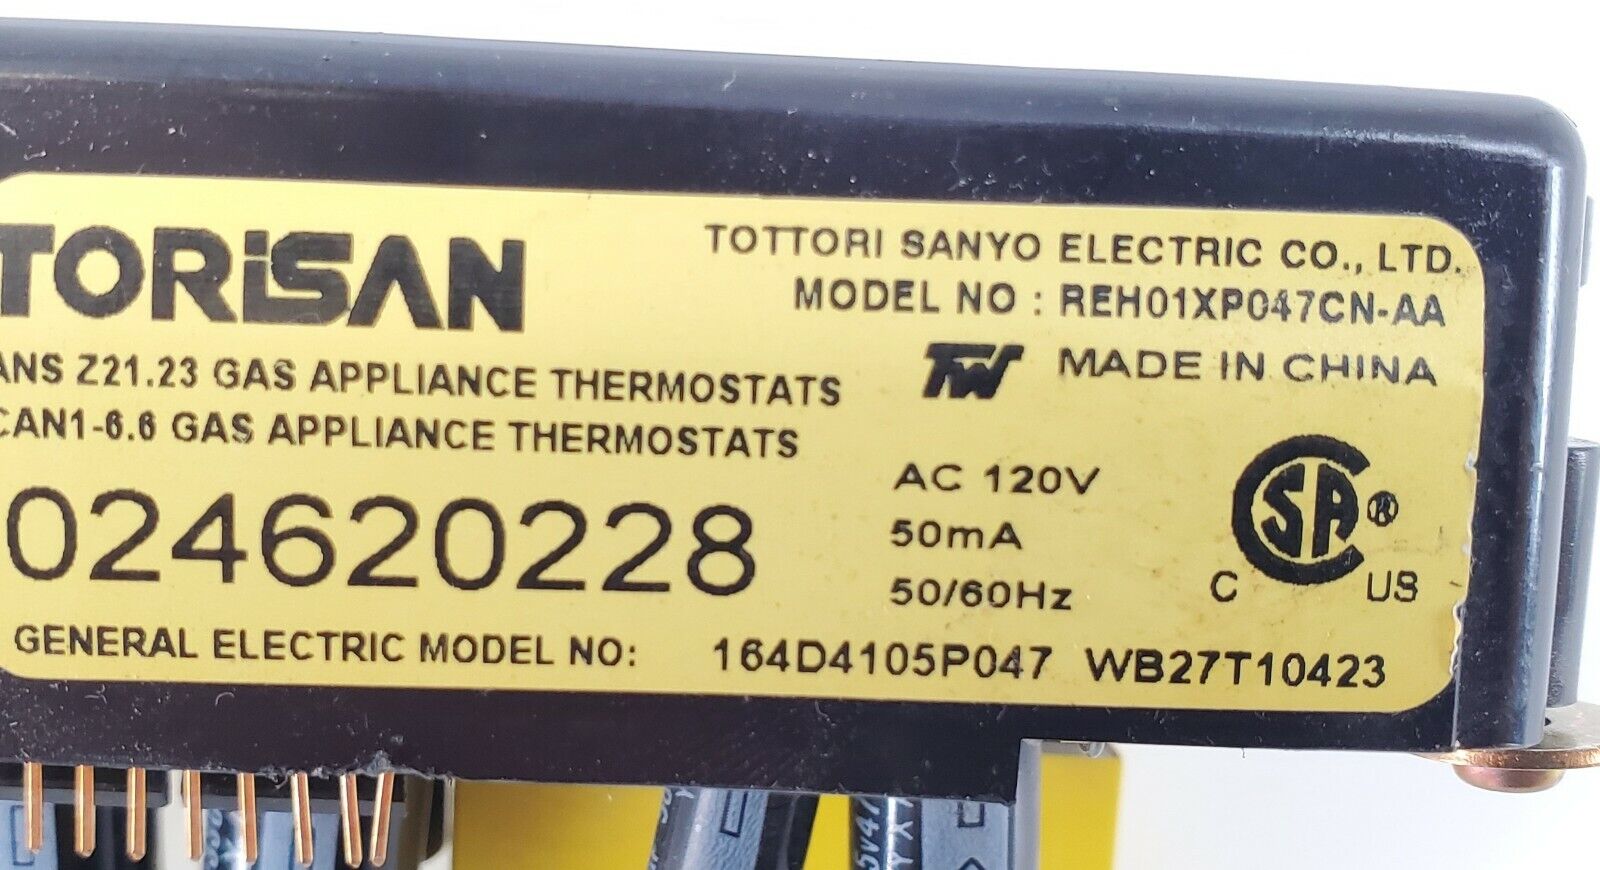 TORiSAN
TOTTORI SANYO ELECTRIC CO., LTD.
MODEL NO : REH01XP047CN-AA
TW MADE IN CHINA
ANS Z21.23 GAS APPLIANCE THERMOSTATS
CAN1-6.6 GAS APPLIANCE THERMOSTATS
024620228
AC 120V
50mA
50/60Hz
C SA ® US
GENERAL ELECTRIC MODEL NO: 164D4105P047 WB27T10423